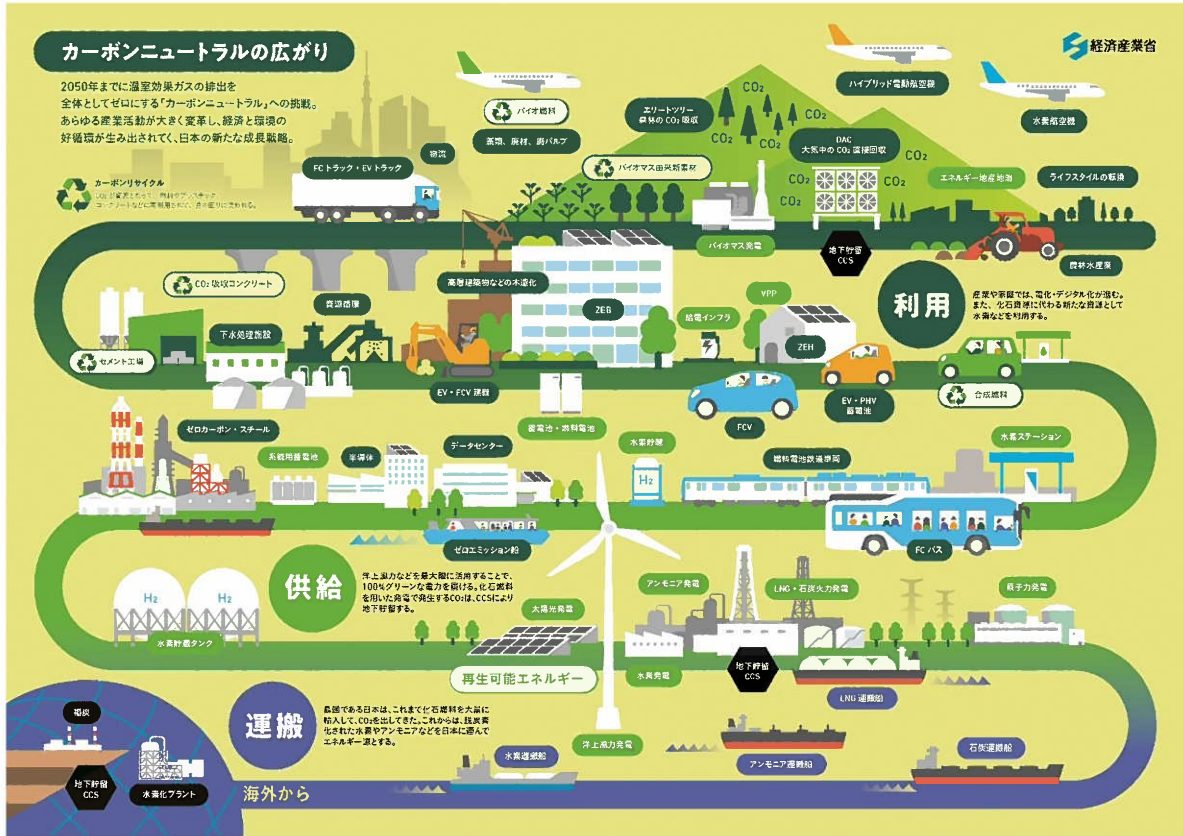 カーボンニュートラルの広がり
経済産業省
2050年までに温室効果ガスの排出を
全体としてゼロにする「カーボンニュートラル」への挑戦。
あらゆる産業活動が大きく変革し、経済と環境の
好循環が生み出されてく、日本の新たな成長戦略。
カーボンリサイクル
バイオ燃料
藻類、廃材、廃パルプ
ハイブリッド電動航空機
水素航空機
エリートツリー
森林のCO₂吸収
CO₂
CO₂
CO₂
CO₂
DAC
大気中のCO₂直接回収
CO₂
CO₂
CO₂
CO₂
CO₂
物流
FCトラック・EVトラック
バイオマス由来新素材
バイオマス発電
地下貯留
CCS
エネルギー地産地消
ライフスタイルの転換
農林水産業
利用
産業や家庭では、電化・デジタル化が進む。
また、化石資源に代わる新たな資源として
水素などを利用する。
CO₂吸収コンクリート
資源循環
高層建築物などの木造化
ZEB
給電インフラ
VPP
ZEH
下水処理施設
セメント工場
EV・FCV建機
蓄電池・燃料電池
FCV
EV・PHV
蓄電池
合成燃料
ゼロカーボン・スチール
系統用蓄電池
半導体
データセンター
水素貯蔵
H₂
燃料電池鉄道車両
水素ステーション
ゼロエミッション船
FCバス
供給
洋上風力などを最大限に活用することで、
100%グリーンな電力を続ける。化石燃料
を用いた発電で発生するCO₂は、CCSにより
地下貯留する。
H₂
H₂
水素貯蔵タンク
太陽光発電
アンモニア発電
LNG・石炭火力発電
原子力発電
再生可能エネルギー
水素発電
地下貯留
CCS
LNG運搬船
運搬
島国である日本は、これまで化石燃料を大量に
輸入して、CO₂を出してきた。これからは、脱炭素
化された水素やアンモニアなどを日本に運んで
エネルギー源とする。
洋上風力発電
褐炭
地下貯留
CCS
水素化プラント
海外から
水素運搬船
アンモニア運搬船
石炭運搬船